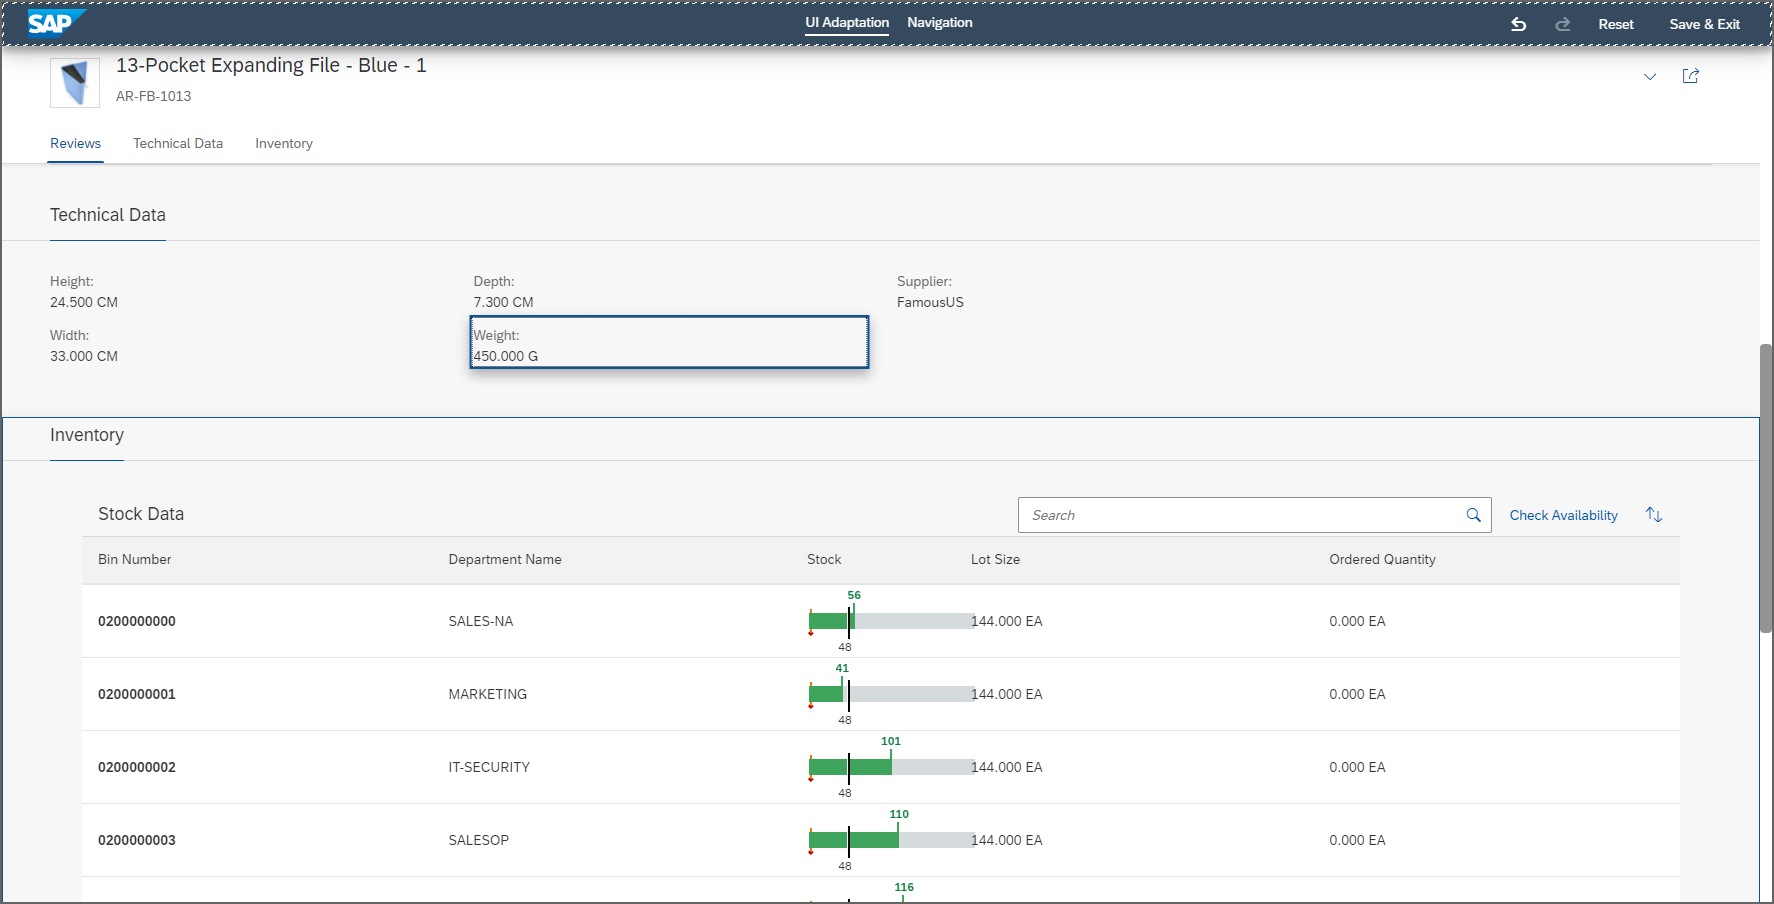 SAP UI Adaptation Navigation Reset Save & Exit
13-Pocket Expanding File - Blue - 1
AR-FB-1013
Reviews Technical Data Inventory
Technical Data
Height: Depth: Supplier:
24.500 CM 7.300 CM FamousUS
Width: Weight:
33.000 CM 450.000 G
Inventory
Stock Data Search Check Availability
Bin Number Department Name Stock Lot Size Ordered Quantity
56
0200000000 SALES-NA 144.000 EA 0.000 EA
48
41
0200000001 MARKETING 144.000 EA 0.000 EA
48
101
0200000002 IT-SECURITY 144.000 EA 0.000 EA
48
110
0200000003 SALESOP 144.000 EA 0.000 EA
48
116